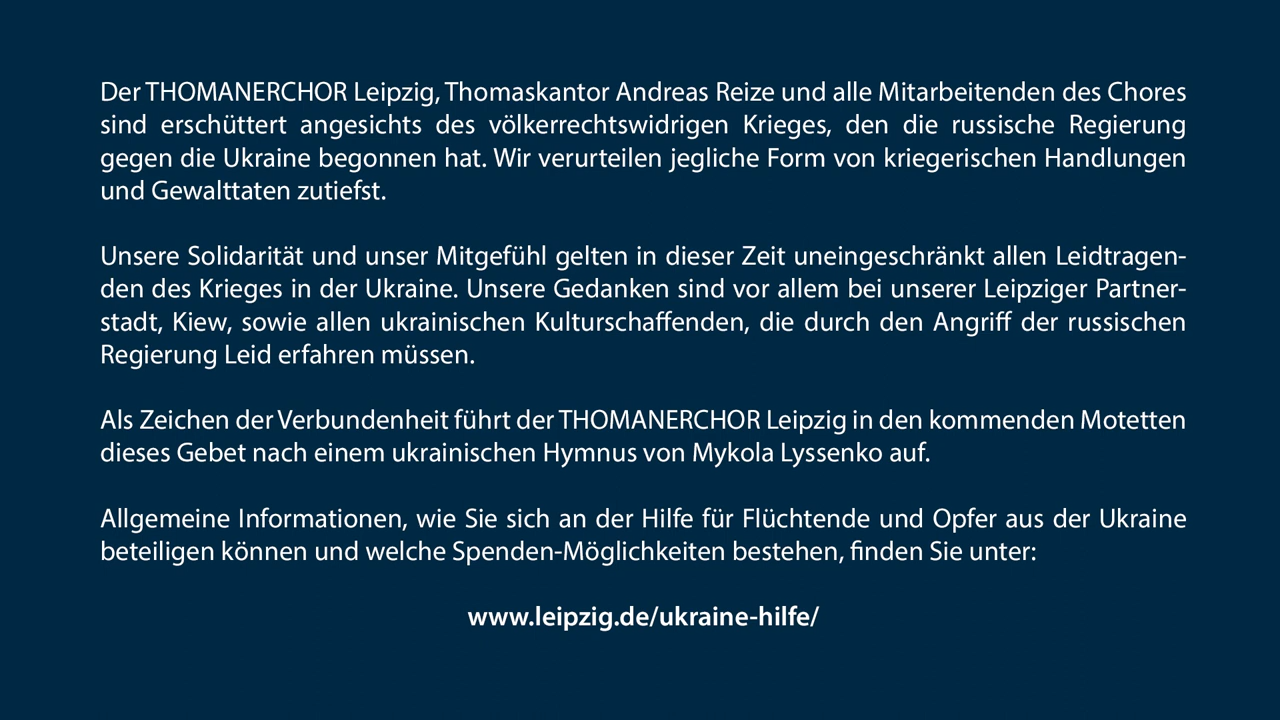 Der THOMANERCHOR Leipzig, Thomaskantor Andreas Reize und alle Mitarbeitenden des Chores
sind erschüttert angesichts des völkerrechtswidrigen Krieges, den die russische Regierung
gegen die Ukraine begonnen hat. Wir verurteilen jegliche Form von kriegerischen Handlungen
und Gewalttaten zutiefst.
Unsere Solidarität und unser Mitgefühl gelten in dieser Zeit uneingeschränkt allen Leidtragen-
den des Krieges in der Ukraine. Unsere Gedanken sind vor allem bei unserer Leipziger Partner-
stadt, Kiew, sowie allen ukrainischen Kulturschaffenden, die durch den Angriff der russischen
Regierung Leid erfahren müssen.
Als Zeichen der Verbundenheit führt der THOMANERCHOR Leipzig in den kommenden Motetten
dieses Gebet nach einem ukrainischen Hymnus von Mykola Lyssenko auf.
Allgemeine Informationen, wie Sie sich an der Hilfe für Flüchtende und Opfer aus der Ukraine
beteiligen können und welche Spenden-Möglichkeiten bestehen, finden Sie unter:
www.leipzig.de/ukraine-hilfe/